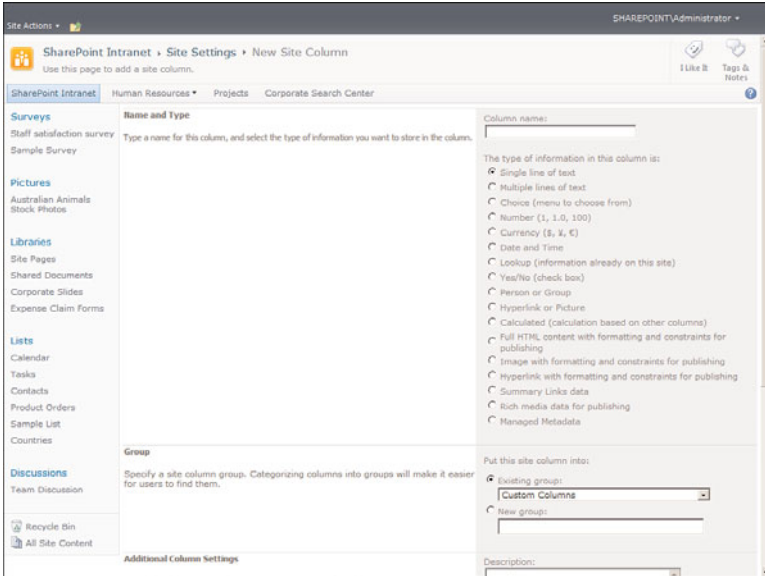 SHAREPOINT\Administrator
Site Actions
SharePoint Intranet › Site Settings › New Site Column
Use this page to add a site column.
I Like It
Tags & Notes
SharePoint Intranet
Human Resources
Projects
Corporate Search Center
Surveys
Staff satisfaction survey
Sample Survey
Pictures
Australian Animals
Stock Photos
Libraries
Site Pages
Shared Documents
Corporate Slides
Expense Claim Forms
Lists
Calendar
Tasks
Contacts
Product Orders
Sample List
Countries
Discussions
Team Discussion
Recycle Bin
All Site Content
Name and Type
Type a name for this column, and select the type of information you want to store in the column.
Column name:
The type of information in this column is:
Single line of text
Multiple lines of text
Choice (menu to choose from)
Number (1, 1.0, 100)
Currency ($, ¥, €)
Date and Time
Lookup (information already on this site)
Yes/No (check box)
Person or Group
Hyperlink or Picture
Calculated (calculation based on other columns)
Full HTML content with formatting and constraints for
publishing
Image with formatting and constraints for publishing
Hyperlink with formatting and constraints for publishing
Summary Links data
Rich media data for publishing
Managed Metadata
Group
Specify a site column group. Categorizing columns into groups will make it easier
for users to find them.
Put this site column into:
Existing group:
Custom Columns
New group:
Additional Column Settings
Description: